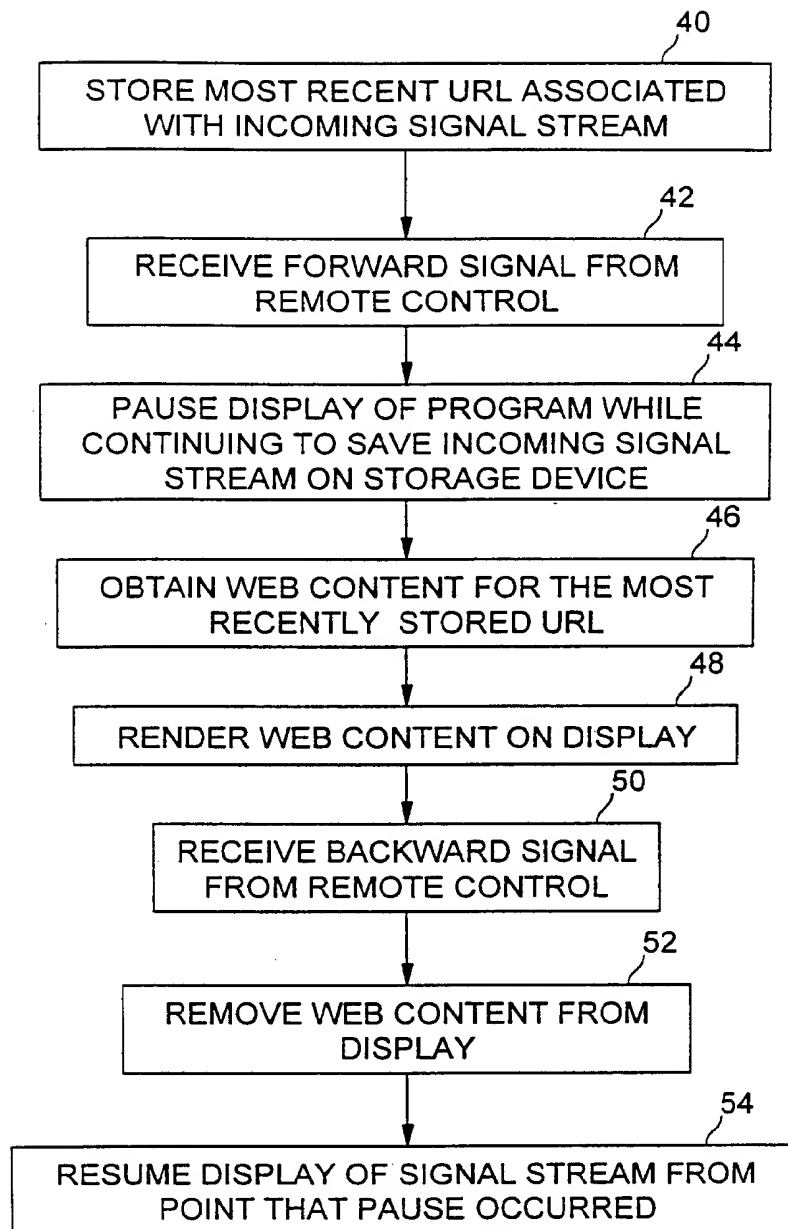 40
STORE MOST RECENT URL ASSOCIATED
WITH INCOMING SIGNAL STREAM
42
RECEIVE FORWARD SIGNAL FROM
REMOTE CONTROL
44
PAUSE DISPLAY OF PROGRAM WHILE
CONTINUING TO SAVE INCOMING SIGNAL
STREAM ON STORAGE DEVICE
46
OBTAIN WEB CONTENT FOR THE MOST
RECENTLY STORED URL
48
RENDER WEB CONTENT ON DISPLAY
50
RECEIVE BACKWARD SIGNAL
FROM REMOTE CONTROL
52
REMOVE WEB CONTENT FROM
DISPLAY
54
RESUME DISPLAY OF SIGNAL STREAM FROM
POINT THAT PAUSE OCCURRED